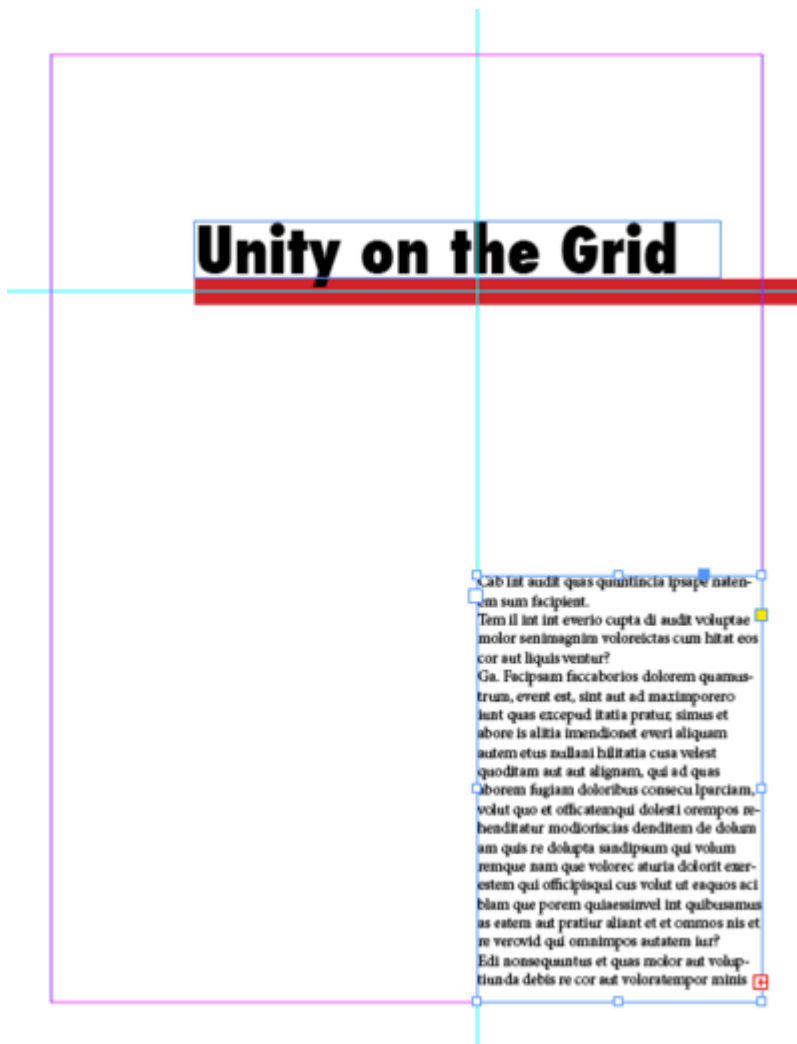 Unity on the Grid
Cab int audit quas quuntincia ipsape naten-
em sum facipient.
Tem il int int everio cupta di audit voluptae
molor senimagnim voloreictas cum hitat eos
cor aut liquis ventur?
Ga. Facipsam faccaborios dolorem quamus-
trum, event est, sint aut ad maximporero
iunt quas excepud itatia pratur, simus et
abore is alitia imendionet everi aliquam
autem etus nullani hilitatia cusa velest
quoditam aut aut alignam, qui ad quas
aborem fugiam doloribus consecu lparciam,
volut quo et officatemqui dolesti orempos re-
henditatur modioriscias denditem de dolum
am quis re dolupta sandipsum qui volum
remque nam que volorec aturia dolorit exer-
estem qui officipisqui cus volut ut eaquos aci
blam que porem quiaessinvel int quibusamus
as eatem aut pratiur aliant et et ommos nis et
re verovid qui omnimpos autatem iur?
Edi nonsequuntus et quas molor aut volup-
tiunda debis re cor aut voloratempor minis